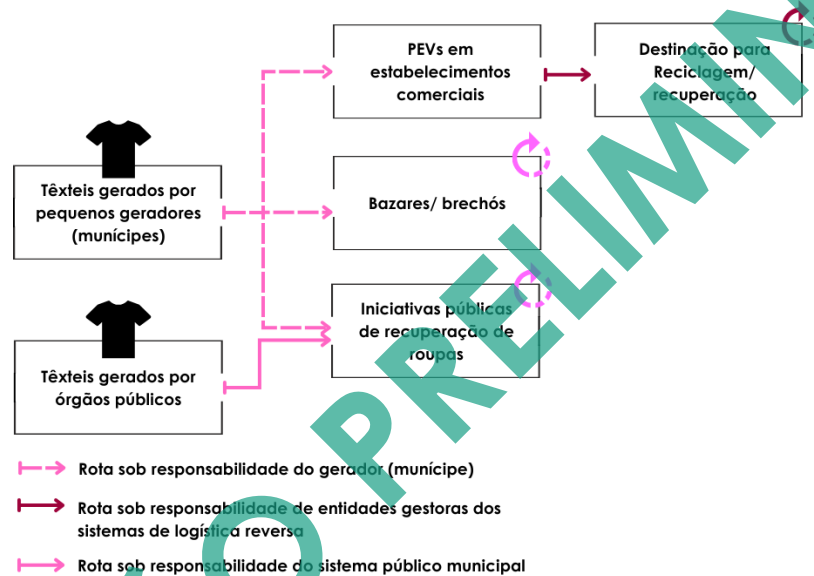 PEVs em
estabelecimentos
comerciais
Destinação para
Reciclagem/
recuperação
Têxteis gerados por
pequenos geradores
(munícipes)
Bazares/ brechós
Iniciativas públicas
de recuperação de
roupas
Têxteis gerados por
órgãos públicos
Rota sob responsabilidade do gerador (munícipe)
Rota sob responsabilidade de entidades gestoras dos
sistemas de logística reversa
Rota sob responsabilidade do sistema público municipal
O PRELIMIN